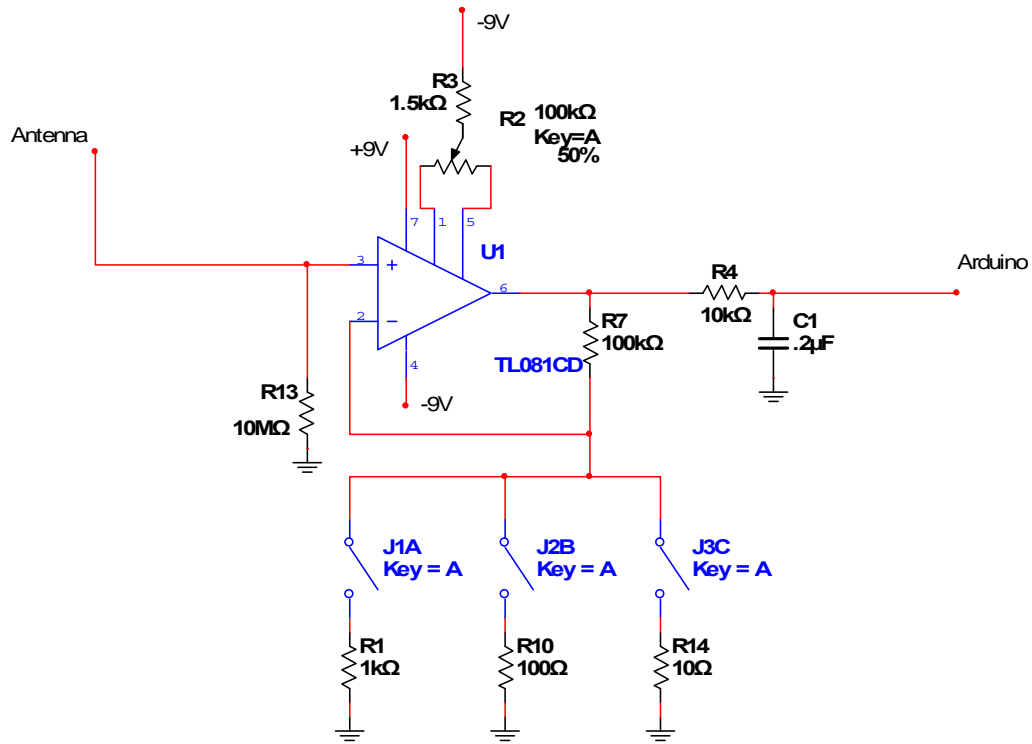 -9V
R3
1.5kΩ
R2
100kΩ
Key=A
50%
Antenna
+9V
7
1
5
U1
3
+
2
−
6
4
-9V
TL081CD
R4
10kΩ
Arduino
R7
100kΩ
C1
.2µF
R13
10MΩ
J1A
Key = A
J2B
Key = A
J3C
Key = A
R1
1kΩ
R10
100Ω
R14
10Ω